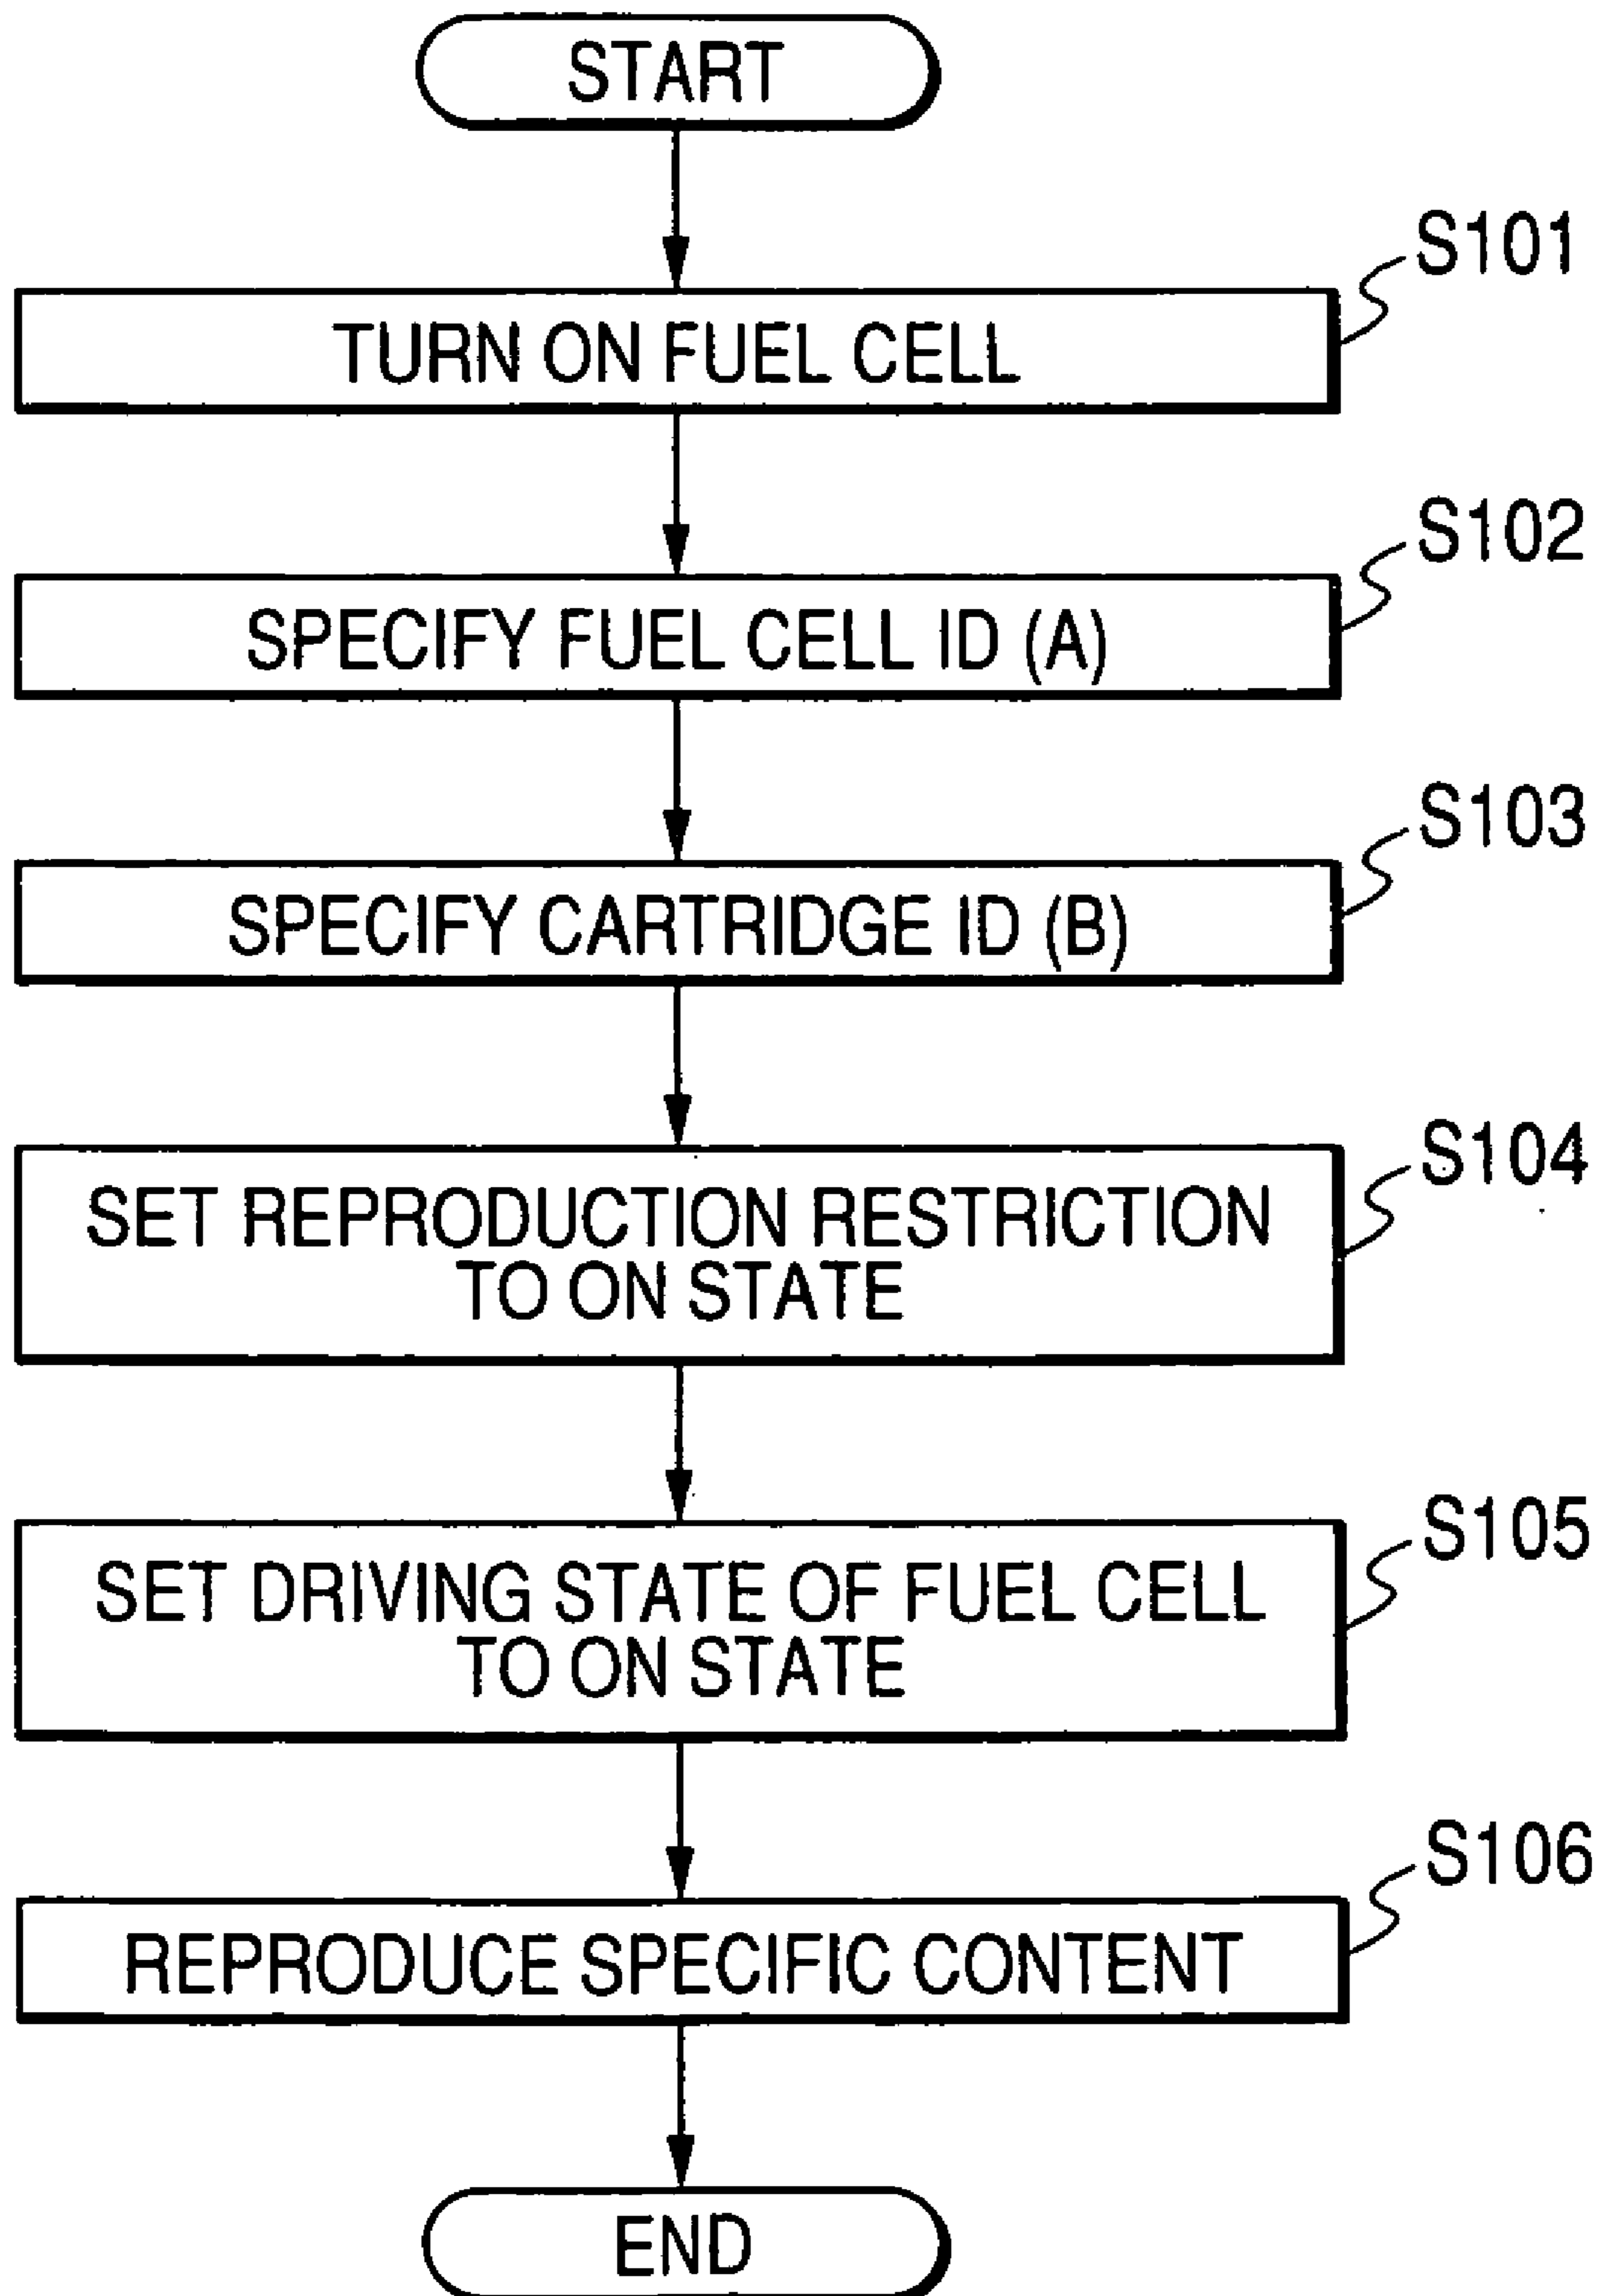 START
S101
TURN ON FUEL CELL
S102
SPECIFY FUEL CELL ID (A)
S103
SPECIFY CARTRIDGE ID (B)
S104
SET REPRODUCTION RESTRICTION
TO ON STATE
S105
SET DRIVING STATE OF FUEL CELL
TO ON STATE
S106
REPRODUCE SPECIFIC CONTENT
END